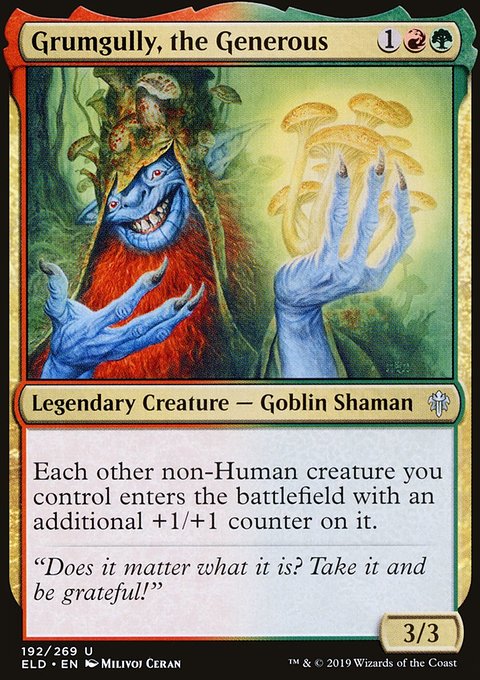 Grumgully, the Generous 1
Legendary Creature — Goblin Shaman
Each other non-Human creature you
control enters the battlefield with an
additional +1/+1 counter on it.
“Does it matter what it is? Take it and
be grateful!”
3/3
192/269 U
ELD • EN Milivoj Ceran
™ & © 2019 Wizards of the Coast